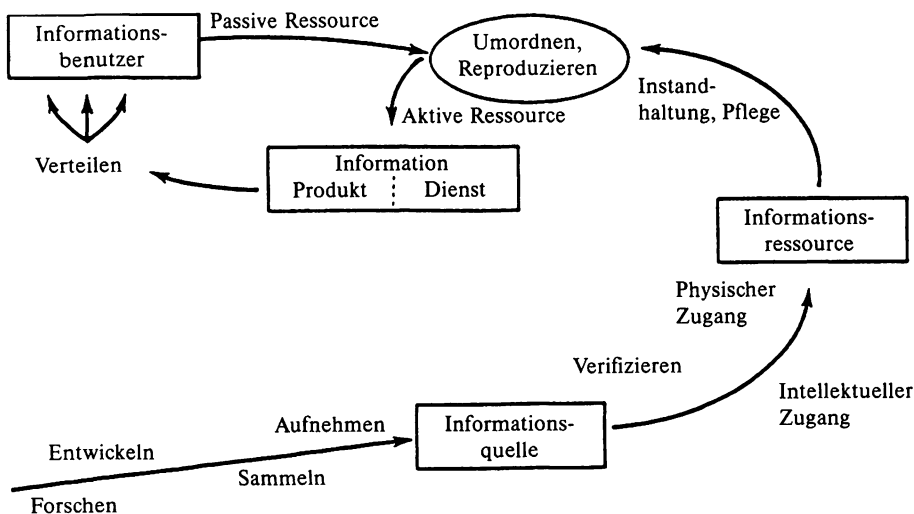 Passive Ressource
Informations-
benutzer
Umordnen,
Reproduzieren
Instand-
haltung, Pflege
Aktive Ressource
Verteilen
Information
Produkt
Dienst
Informations-
ressource
Physischer
Zugang
Verifizieren
Intellektueller
Zugang
Aufnehmen
Informations-
quelle
Entwickeln
Sammeln
Forschen